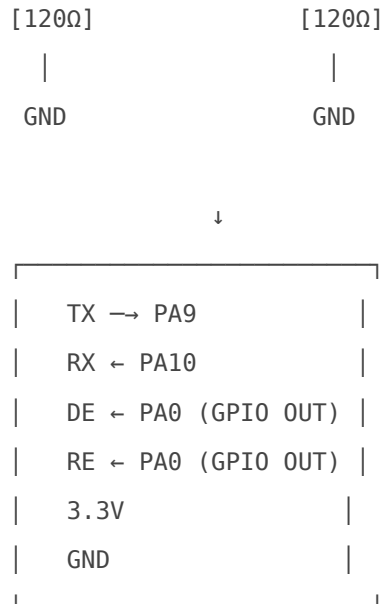 [120Ω] [120Ω]
│ │
GND GND
↓
┌─────────────────────────┐
│ TX ─→ PA9 │
│ RX ← PA10 │
│ DE ← PA0 (GPIO OUT) │
│ RE ← PA0 (GPIO OUT) │
│ 3.3V │
│ GND │